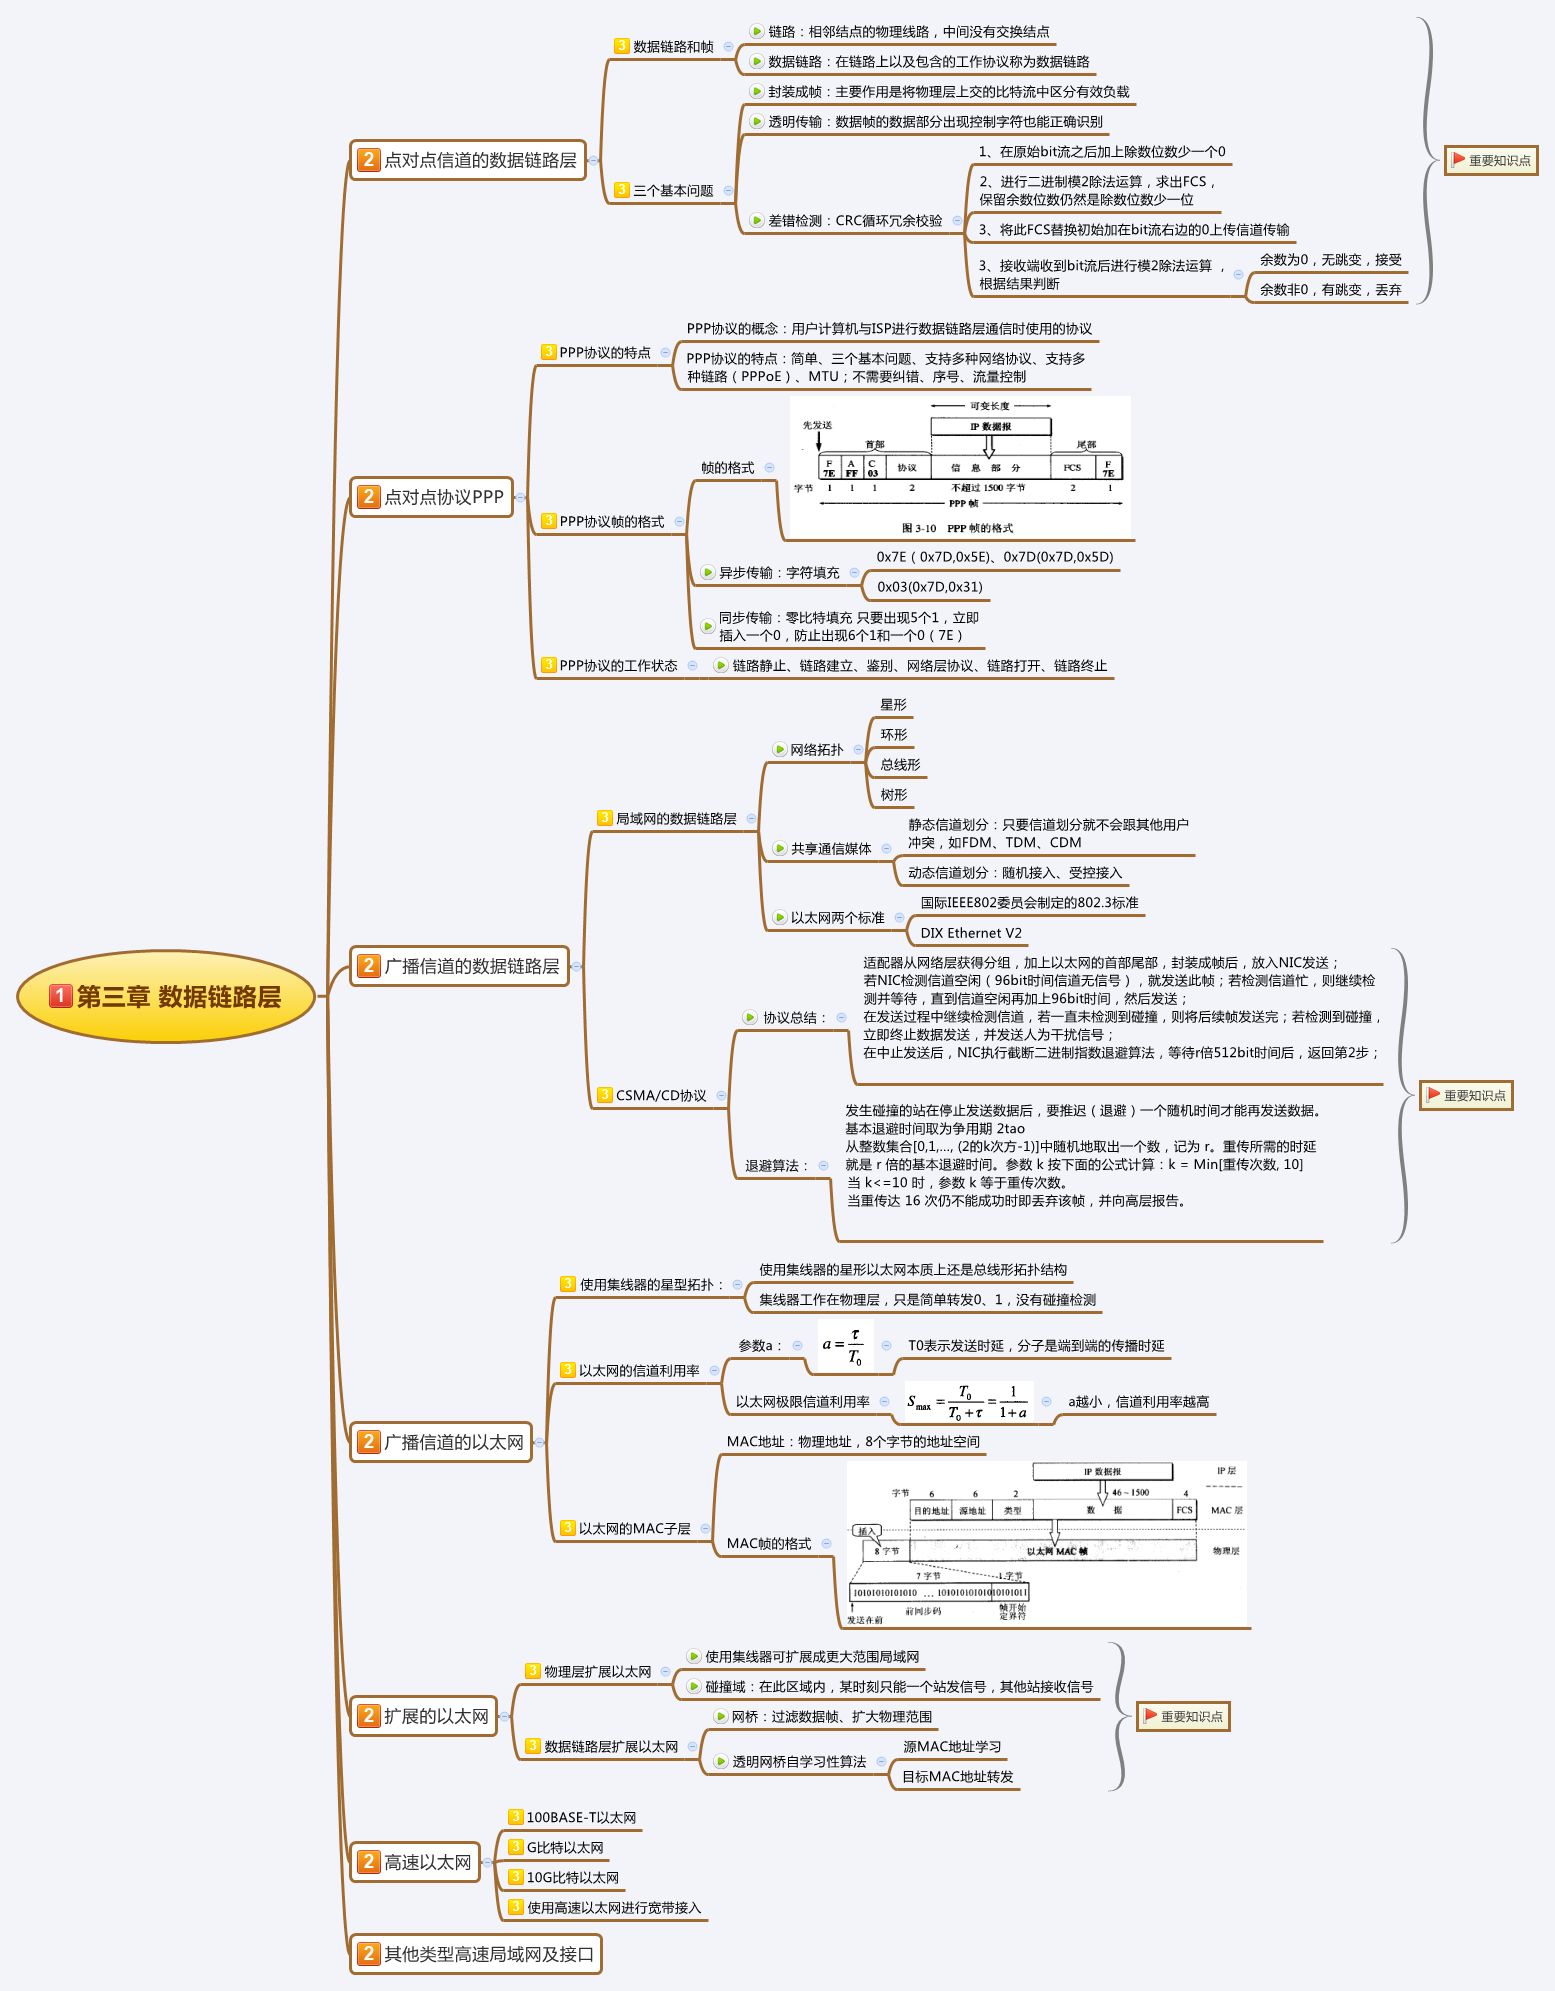 1 第三章 数据链路层
2 点对点信道的数据链路层
3 数据链路和帧
链路：相邻结点的物理线路，中间没有交换结点
数据链路：在链路上以及包含的工作协议称为数据链路
3 三个基本问题
封装成帧：主要作用是将物理层上交的比特流中区分有效负载
透明传输：数据帧的数据部分出现控制字符也能正确识别
差错检测：CRC循环冗余校验
1、在原始bit流之后加上除数位数少一个0
2、进行二进制模2除法运算，求出FCS，
保留余数位数仍然是除数位数少一位
3、将此FCS替换初始加在bit流右边的0上传信道传输
3、接收端收到bit流后进行模2除法运算 ，
根据结果判断
余数为0，无跳变，接受
余数非0，有跳变，丢弃
重要知识点
2 点对点协议PPP
3 PPP协议的特点
PPP协议的概念：用户计算机与ISP进行数据链路层通信时使用的协议
PPP协议的特点：简单、三个基本问题、支持多种网络协议、支持多
种链路（PPPoE）、MTU；不需要纠错、序号、流量控制
3 PPP协议帧的格式
帧的格式
可变长度
先发送
IP 数据报
首部
尾部
F A C 协议 信 息 部 分 FCS F
7E FF 03 7E
字节 1 1 1 2 不超过 1500 字节 2 1
PPP 帧
图 3-10 PPP 帧的格式
异步传输：字符填充
0x7E（0x7D,0x5E)、0x7D(0x7D,0x5D)
0x03(0x7D,0x31)
同步传输：零比特填充 只要出现5个1，立即
插入一个0，防止出现6个1和一个0（7E）
3 PPP协议的工作状态
链路静止、链路建立、鉴别、网络层协议、链路打开、链路终止
2 广播信道的数据链路层
3 局域网的数据链路层
网络拓扑
星形
环形
总线形
树形
共享通信媒体
静态信道划分：只要信道划分就不会跟其他用户
冲突，如FDM、TDM、CDM
动态信道划分：随机接入、受控接入
以太网两个标准
国际IEEE802委员会制定的802.3标准
DIX Ethernet V2
3 CSMA/CD协议
协议总结：
适配器从网络层获得分组，加上以太网的首部尾部，封装成帧后，放入NIC发送；
若NIC检测信道空闲（96bit时间信道无信号），就发送此帧；若检测信道忙，则继续检
测并等待，直到信道空闲再加上96bit时间，然后发送；
在发送过程中继续检测信道，若一直未检测到碰撞，则将后续帧发送完；若检测到碰撞，
立即终止数据发送，并发送人为干扰信号；
在中止发送后，NIC执行截断二进制指数退避算法，等待r倍512bit时间后，返回第2步；
退避算法：
发生碰撞的站在停止发送数据后，要推迟（退避）一个随机时间才能再发送数据。
基本退避时间取为争用期 2tao
从整数集合[0,1,..., (2的k次方-1)]中随机地取出一个数，记为 r。重传所需的时延
就是 r 倍的基本退避时间。参数 k 按下面的公式计算：k = Min[重传次数, 10]
当 k<=10 时，参数 k 等于重传次数。
当重传达 16 次仍不能成功时即丢弃该帧，并向高层报告。
重要知识点
2 广播信道的以太网
3 使用集线器的星型拓扑：
使用集线器的星形以太网本质上还是总线形拓扑结构
集线器工作在物理层，只是简单转发0、1，没有碰撞检测
3 以太网的信道利用率
参数a：
a = τ / T0
T0表示发送时延，分子是端到端的传播时延
以太网极限信道利用率
Smax = T0 / (T0 + τ) = 1 / (1 + a)
a越小，信道利用率越高
3 以太网的MAC子层
MAC地址：物理地址，8个字节的地址空间
MAC帧的格式
IP 数据报 IP 层
字节 6 6 2 46 ~ 1500 4
目的地址 源地址 类型 数 据 FCS MAC 层
插入
8 字节 以太网 MAC 帧 物理层
7 字节 1 字节
10101010101010 ... 10101010101010101011
发送在前 前同步码 帧开始
定界符
2 扩展的以太网
3 物理层扩展以太网
使用集线器可扩展成更大范围局域网
碰撞域：在此区域内，某时刻只能一个站发信号，其他站接收信号
3 数据链路层扩展以太网
网桥：过滤数据帧、扩大物理范围
透明网桥自学习性算法
源MAC地址学习
目标MAC地址转发
重要知识点
2 高速以太网
3 100BASE-T以太网
3 G比特以太网
3 10G比特以太网
3 使用高速以太网进行宽带接入
2 其他类型高速局域网及接口